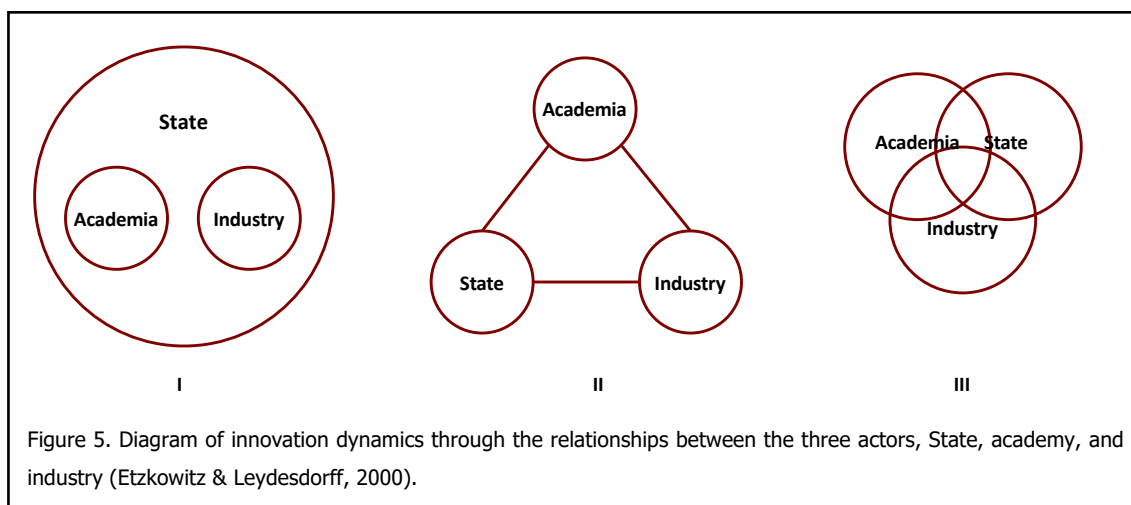 State
Academia
Industry
I
Academia
State
Industry
II
Academia
State
Industry
III
Figure 5. Diagram of innovation dynamics through the relationships between the three actors, State, academy, and
industry (Etzkowitz & Leydesdorff, 2000).